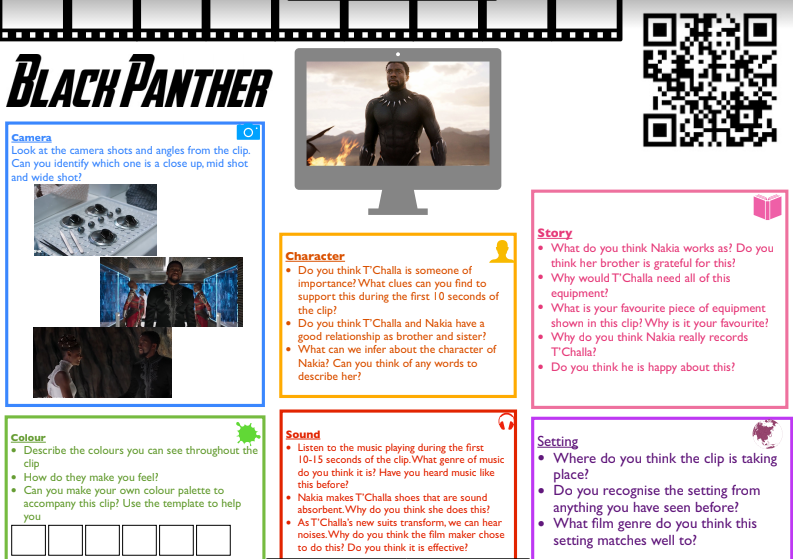 BLACK PANTHER
Camera
Look at the camera shots and angles from the clip.
Can you identify which one is a close up, mid shot
and wide shot?
Character
• Do you think T'Challa is someone of
importance? What clues can you find to
support this during the first 10 seconds of
the clip?
• Do you think T'Challa and Nakia have a
good relationship as brother and sister?
• What can we infer about the character of
Nakia? Can you think of any words to
describe her?
Story
• What do you think Nakia works as? Do you
think her brother is grateful for this?
• Why would T'Challa need all of this
equipment?
• What is your favourite piece of equipment
shown in this clip? Why is it your favourite?
• Why do you think Nakia really records
T'Challa?
• Do you think he is happy about this?
Colour
• Describe the colours you can see throughout the
clip
• How do they make you feel?
• Can you make your own colour palette to
accompany this clip? Use the template to help
you
Sound
• Listen to the music playing during the first
10-15 seconds of the clip. What genre of music
do you think it is? Have you heard music like
this before?
• Nakia makes T'Challa shoes that are sound
absorbent. Why do you think she does this?
• As T'Challa's new suits transform, we can hear
noises. Why do you think the film maker chose
to do this? Do you think it is effective?
Setting
• Where do you think the clip is taking
place?
• Do you recognise the setting from
anything you have seen before?
• What film genre do you think this
setting matches well to?